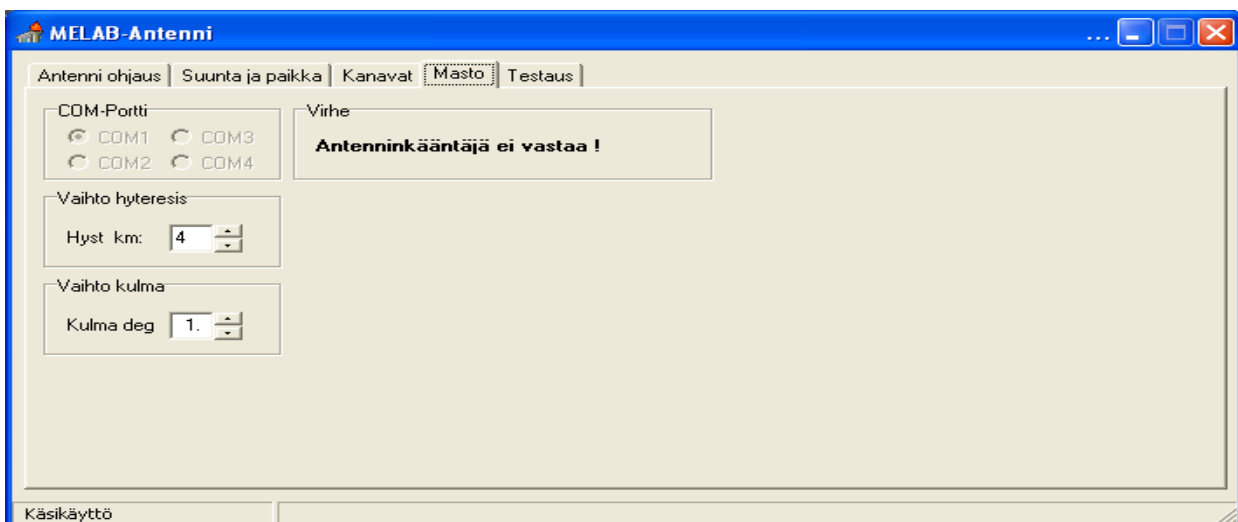 MELAB-Antenni
...
Antenni ohjaus Suunta ja paikka Kanavat Masto Testaus
COM-Portti
COM1 COM3
COM2 COM4
Virhe
Antenninkääntäjä ei vastaa !
Vaihto hyteresis
Hyst km: 4
Vaihto kulma
Kulma deg 1.
Käsikäyttö